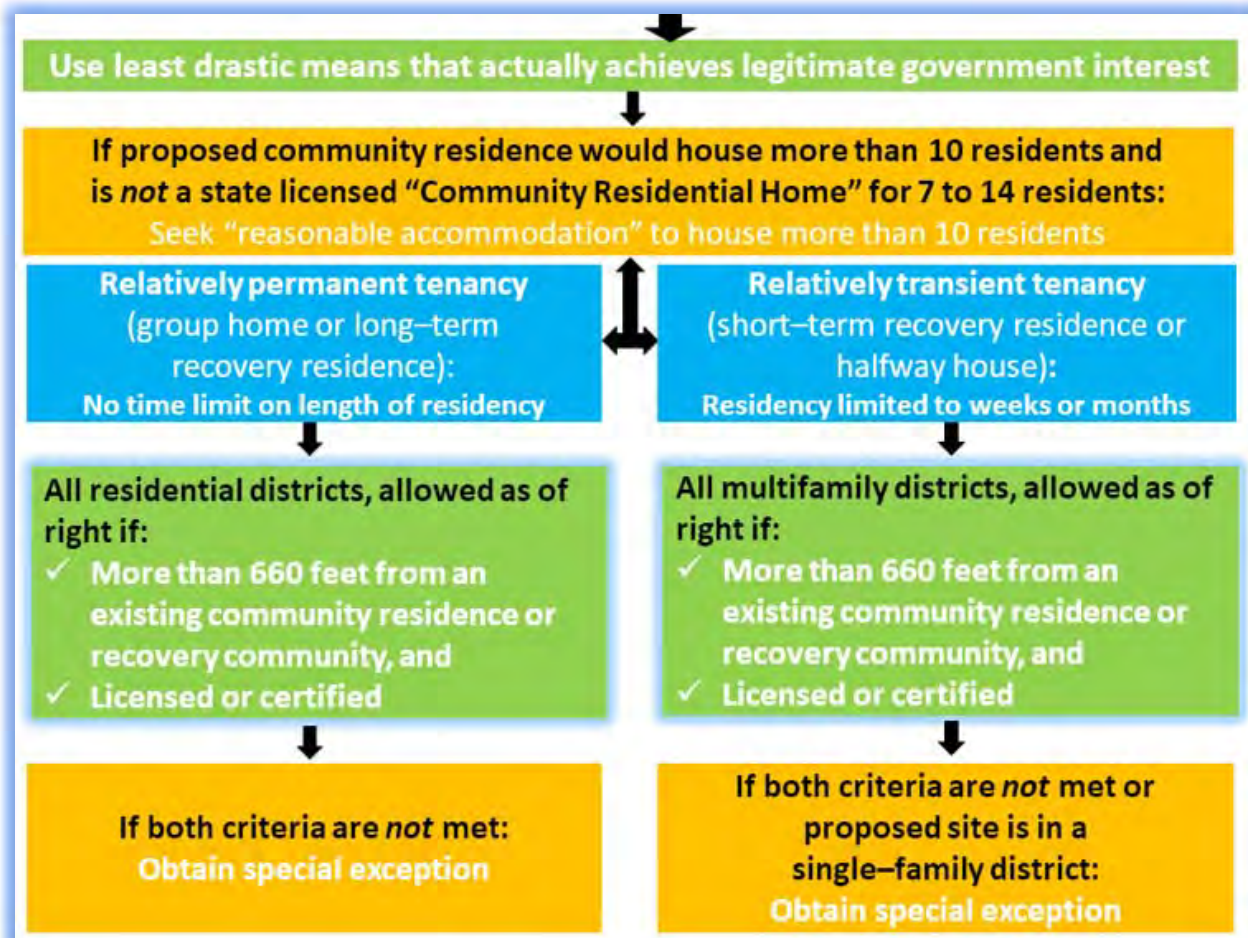 Use least drastic means that actually achieves legitimate government interest
If proposed community residence would house more than 10 residents and
is not a state licensed “Community Residential Home” for 7 to 14 residents:
Seek “reasonable accommodation” to house more than 10 residents
Relatively permanent tenancy
(group home or long–term
recovery residence):
No time limit on length of residency
Relatively transient tenancy
(short–term recovery residence or
halfway house):
Residency limited to weeks or months
All residential districts, allowed as of
right if:
✓ More than 660 feet from an
existing community residence or
recovery community, and
✓ Licensed or certified
All multifamily districts, allowed as of
right if:
✓ More than 660 feet from an
existing community residence or
recovery community, and
✓ Licensed or certified
If both criteria are not met:
Obtain special exception
If both criteria are not met or
proposed site is in a
single–family district:
Obtain special exception